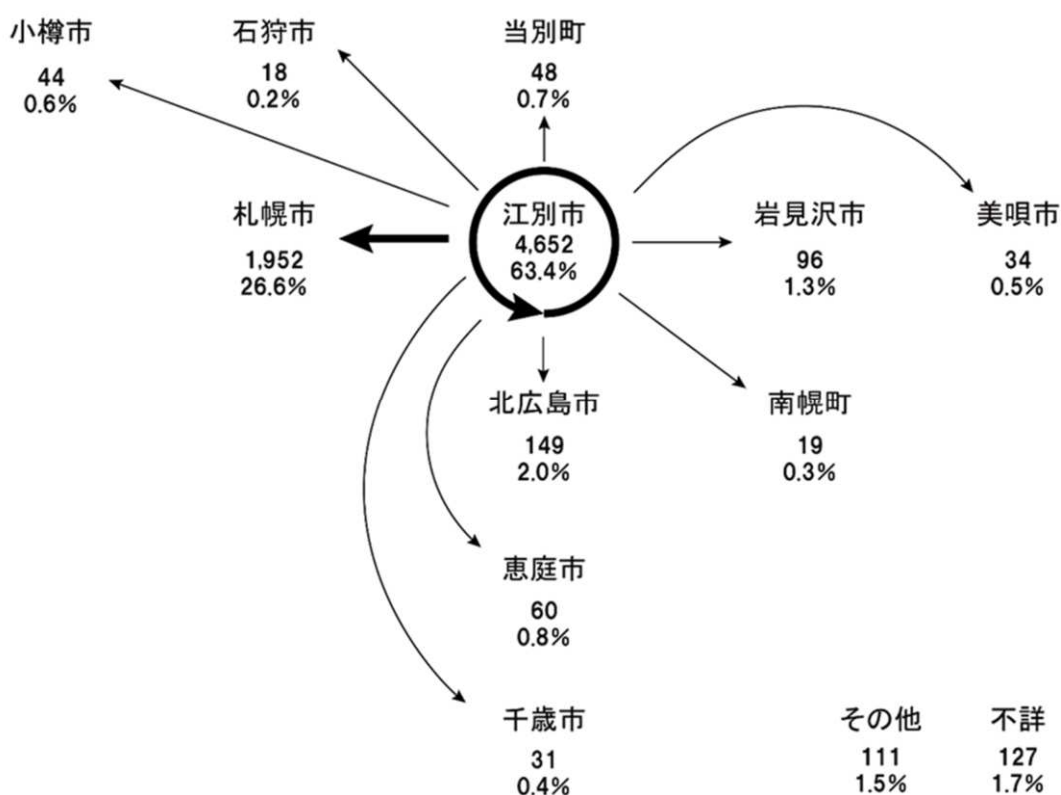 小樽市
44
0.6%
石狩市
18
0.2%
当別町
48
0.7%
札幌市
1,952
26.6%
江別市
4,652
63.4%
岩見沢市
96
1.3%
美唄市
34
0.5%
北広島市
149
2.0%
南幌町
19
0.3%
恵庭市
60
0.8%
千歳市
31
0.4%
その他
111
1.5%
不詳
127
1.7%